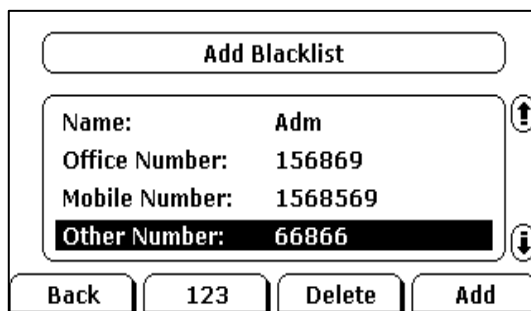 Add Blacklist
Name: Adm
Office Number: 156869
Mobile Number: 1568569
Other Number: 66866
Back 123 Delete Add